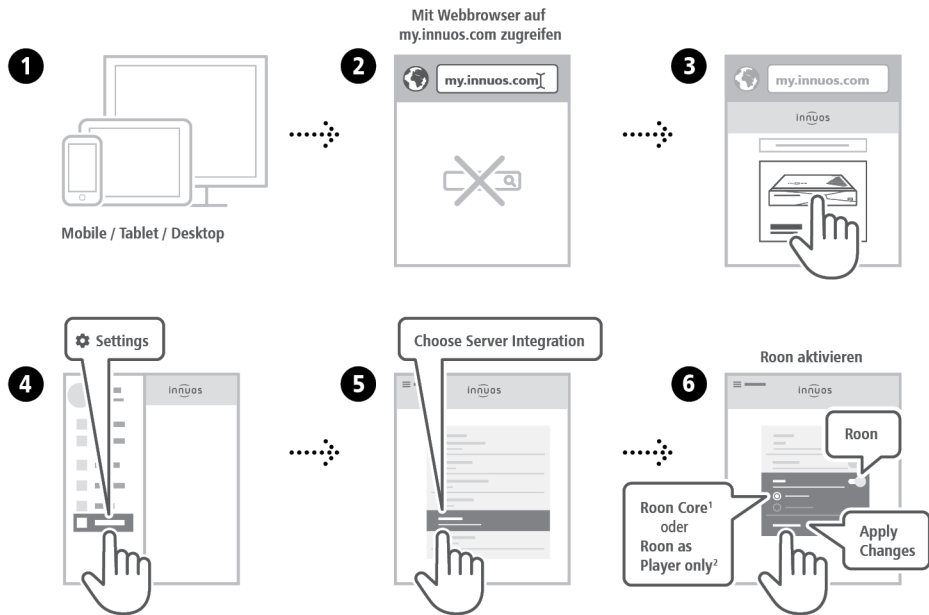 1
Mobile / Tablet / Desktop
2
Mit Webbrowser auf
my.innuos.com zugreifen
my.innuos.com
3
my.innuos.com
innuos
4
Settings
innuos
5
Choose Server Integration
innuos
6
Roon aktivieren
innuos
Roon
Roon Core¹
oder
Roon as
Player only²
Apply
Changes